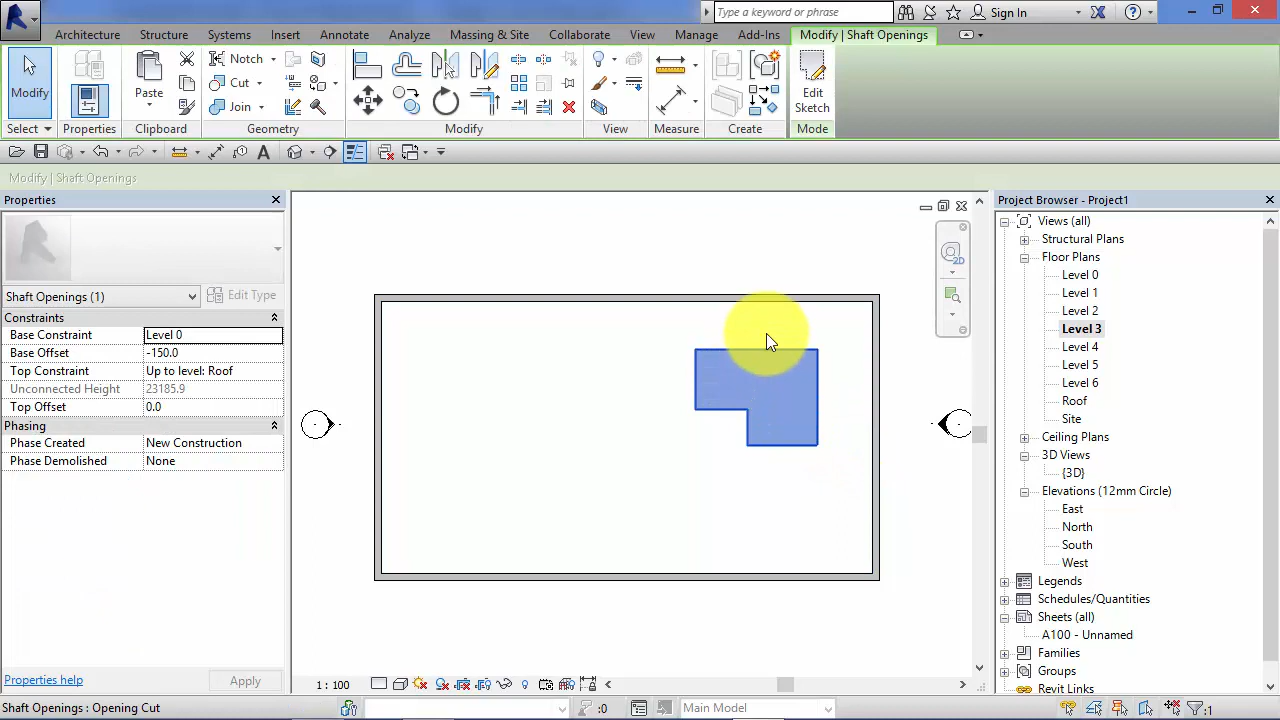 Type a keyword or phrase
Sign In
Architecture Structure Systems Insert Annotate Analyze Massing & Site Collaborate View Manage Add-Ins Modify | Shaft Openings
Modify
Paste
Notch
Cut
Join
Edit
Sketch
Select Properties Clipboard Geometry Modify View Measure Create Mode
Modify | Shaft Openings
Properties
Shaft Openings (1)
Edit Type
Constraints
Base Constraint Level 0
Base Offset -150.0
Top Constraint Up to level: Roof
Unconnected Height 23185.9
Top Offset 0.0
Phasing
Phase Created New Construction
Phase Demolished None
Properties help
Apply
2D
1 : 100
Project Browser - Project1
Views (all)
Structural Plans
Floor Plans
Level 0
Level 1
Level 2
Level 3
Level 4
Level 5
Level 6
Roof
Site
Ceiling Plans
3D Views
{3D}
Elevations (12mm Circle)
East
North
South
West
Legends
Schedules/Quantities
Sheets (all)
A100 - Unnamed
Families
Groups
Revit Links
Shaft Openings : Opening Cut
:0
Main Model
:1